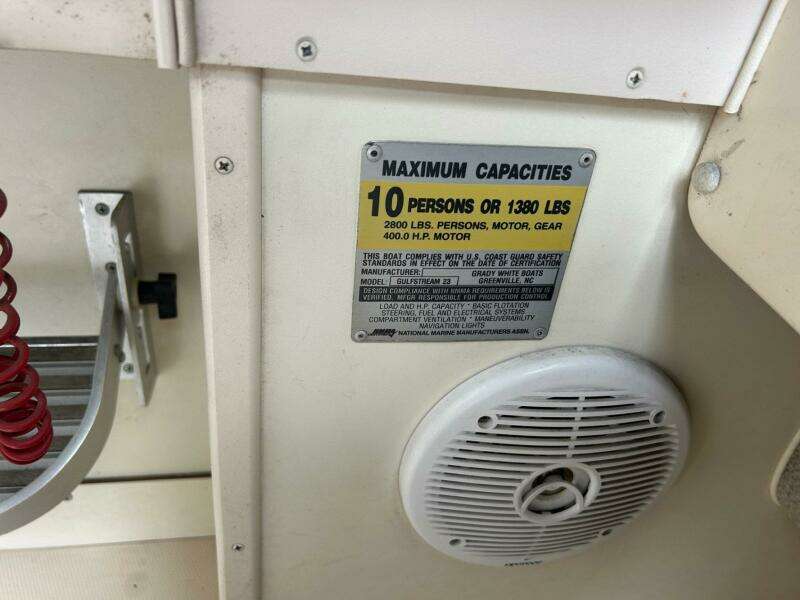 MAXIMUM CAPACITIES
10 PERSONS OR 1380 LBS
2800 LBS. PERSONS, MOTOR, GEAR
400.0 H.P. MOTOR
THIS BOAT COMPLIES WITH U.S. COAST GUARD SAFETY
STANDARDS IN EFFECT ON THE DATE OF CERTIFICATION
MANUFACTURER: GRADY WHITE BOATS
MODEL: GULFSTREAM 23 GREENVILLE, NC
DESIGN COMPLIANCE WITH NMMA REQUIREMENTS BELOW IS
VERIFIED. MFGR RESPONSIBLE FOR PRODUCTION CONTROL
LOAD AND H.P. CAPACITY * BASIC FLOTATION
STEERING, FUEL AND ELECTRICAL SYSTEMS
COMPARTMENT VENTILATION * MANEUVERABILITY
NAVIGATION LIGHTS
NATIONAL MARINE MANUFACTURERS ASSN.